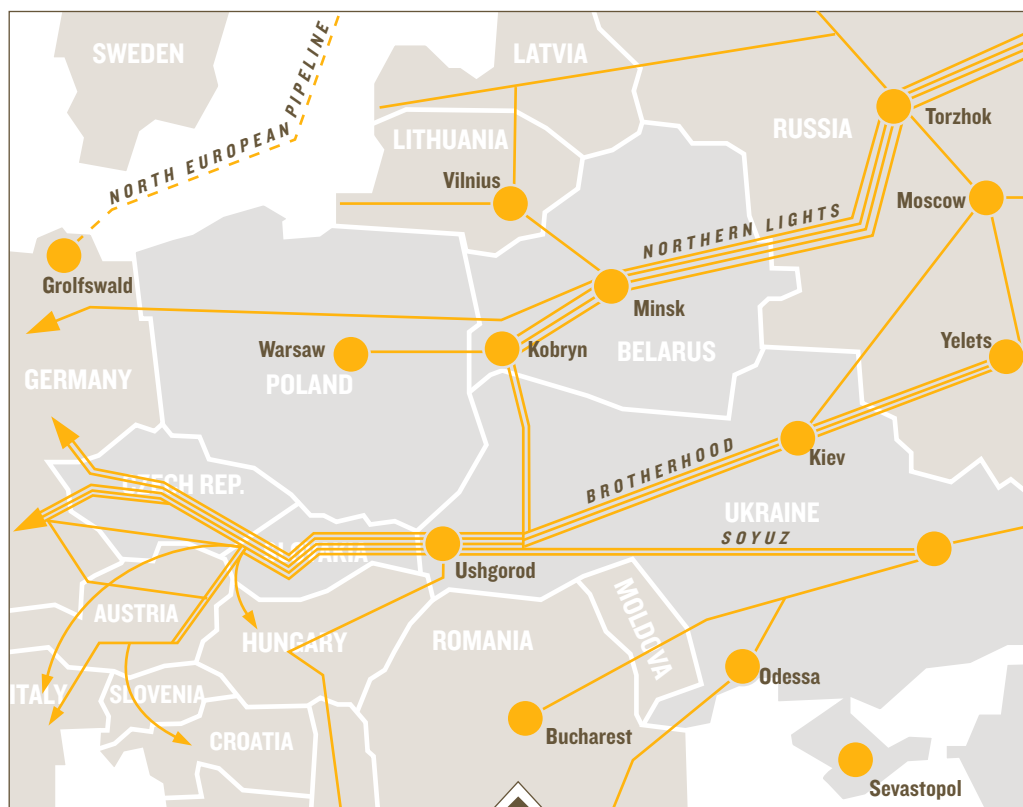 SWEDEN
LATVIA
NORTH EUROPEAN PIPELINE
RUSSIA
Torzhok
LITHUANIA
Vilnius
Moscow
NORTHERN LIGHTS
Grolfswald
Minsk
Warsaw
Kobryn
BELARUS
Yelets
GERMANY
POLAND
BROTHERHOOD
Kiev
CZECH REP.
UKRAINE
SOYUZ
SLOVAKIA
Ushgorod
AUSTRIA
HUNGARY
ROMANIA
MOLDOVA
ITALY
SLOVENIA
Odessa
CROATIA
Bucharest
Sevastopol